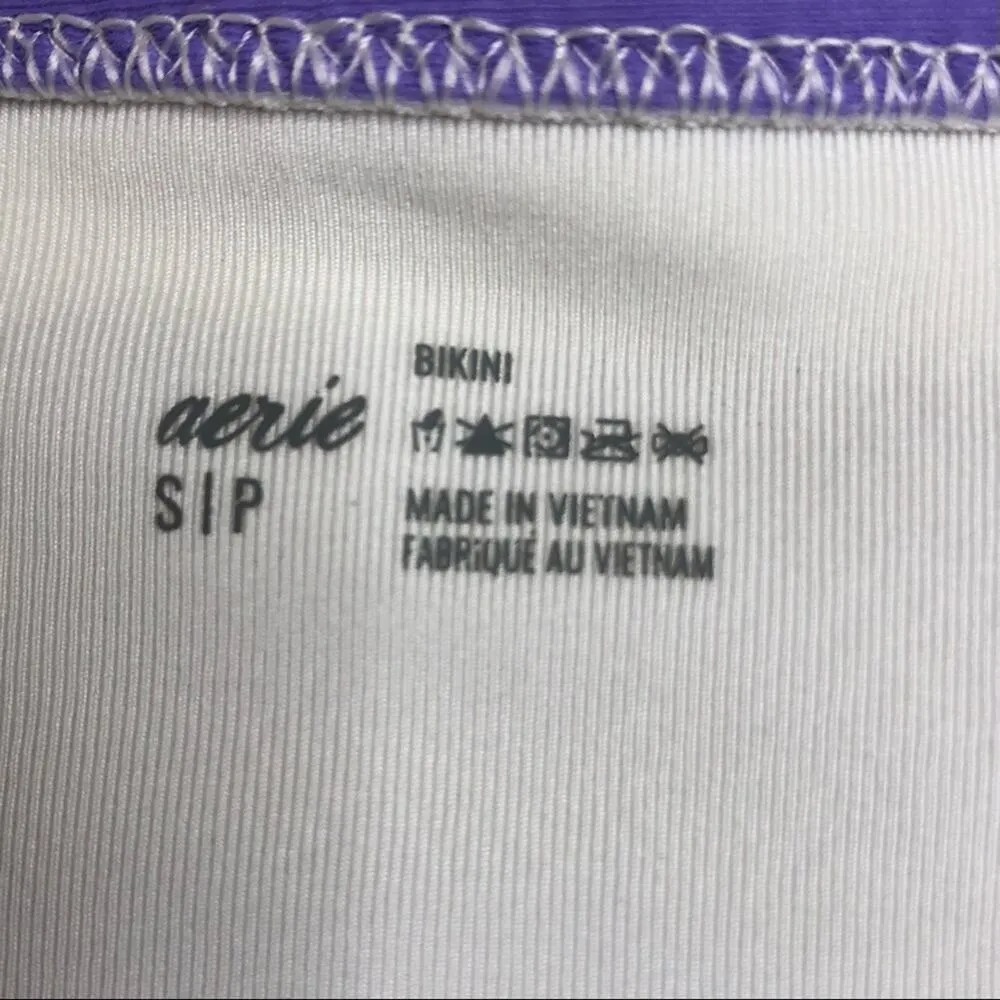 aerie
S|P
BIKINI
MADE IN VIETNAM
FABRIQUÉ AU VIETNAM